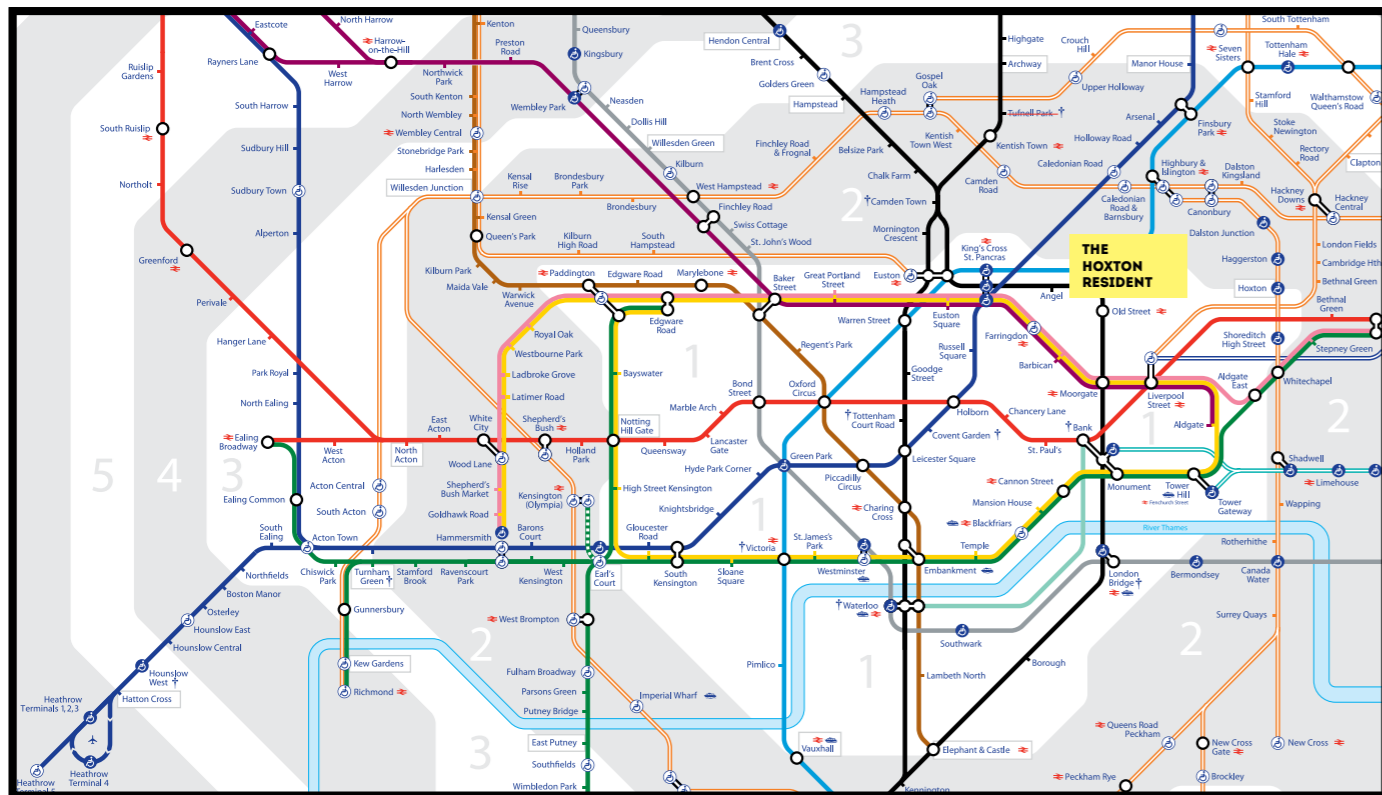 Eastcote
North Harrow
Harrow-
on-the-Hill
Rayners Lane
West
Harrow
Northwick
Park
Preston
Road
Kenton
South Kenton
North Wembley
Wembley Central
Stonebridge Park
Harlesden
Willesden Junction
Kensal Green
Queen's Park
Kilburn Park
Maida Vale
Warwick
Avenue
Ruislip
Gardens
South Ruislip
Northolt
Greenford
Perivale
Hanger Lane
South Harrow
Sudbury Hill
Sudbury Town
Alperton
Park Royal
North Ealing
Ealing
Broadway
Ealing Common
South
Ealing
Northfields
Boston Manor
Osterley
Hounslow East
Hounslow Central
Hounslow
West †
Hatton Cross
Heathrow
Terminals 1,2,3
Heathrow
Terminal 4
Heathrow
Queensbury
Kingsbury
Wembley Park
Neasden
Dollis Hill
Willesden Green
Kilburn
West Hampstead
Finchley Road
Swiss Cottage
St. John's Wood
Kensal
Rise
Brondesbury
Park
Brondesbury
Finchley Road
& Frognal
Hampstead
Heath
Gospel
Oak
Kilburn
High Road
South
Hampstead
Hendon Central
Brent Cross
Golders Green
Hampstead
Belsize Park
Chalk Farm
†Camden Town
Mornington
Crescent
Euston
Highgate
Archway
Tufnell Park †
Kentish Town
Kentish
Town West
Camden
Road
Crouch
Hill
Upper Holloway
Manor House
Arsenal
Holloway Road
Caledonian Road
Finsbury
Park
Highbury &
Islington
Caledonian
Road &
Barnsbury
Canonbury
Dalston
Kingsland
Dalston Junction
Haggerston
Hoxton
Shoreditch
High Street
South Tottenham
Seven
Sisters
Tottenham
Hale
Stamford
Hill
Walthamstow
Queen's Road
Stoke
Newington
Rectory
Road
Clapton
Hackney
Downs
Hackney
Central
London Fields
Cambridge Hth
Bethnal Green
Bethnal
Green
Stepney Green
Whitechapel
THE
HOXTON
RESIDENT
King's Cross
St. Pancras
Angel
Old Street
Paddington
Edgware Road
Marylebone
Baker
Street
Great Portland
Street
Euston
Square
Warren Street
Russell
Square
Farringdon
Barbican
Moorgate
Liverpool
Street
Aldgate
East
Aldgate
Royal Oak
Westbourne Park
Ladbroke Grove
Latimer Road
Edgware
Road
Bayswater
Regent's Park
Goodge
Street
Bond
Street
Oxford
Circus
Marble Arch
Lancaster
Gate
Queensway
Notting
Hill Gate
Holland
Park
Shepherd's
Bush
White
City
Wood Lane
Shepherd's
Bush Market
Goldhawk Road
Hammersmith
East
Acton
North
Acton
West
Acton
Acton Central
South Acton
Acton Town
Chiswick
Park
Turnham
Green †
Stamford
Brook
Ravenscourt
Park
Barons
Court
West
Kensington
Earl's
Court
Kensington
(Olympia)
High Street Kensington
Gloucester
Road
South
Kensington
Sloane
Square
Knightsbridge
Hyde Park Corner
Green Park
†Victoria
St.James's
Park
Westminster
Piccadilly
Circus
†Tottenham
Court Road
Holborn
Chancery Lane
St. Paul's
†Bank
Covent Garden †
Leicester Square
Charing
Cross
Embankment
Temple
Blackfriars
Mansion House
Cannon Street
Monument
Tower
Hill
Fenchurch Street
Tower
Gateway
Shadwell
Limehouse
Wapping
Rotherhithe
Canada
Water
Bermondsey
London
Bridge †
Southwark
†Waterloo
River Thames
Surrey Quays
Lambeth North
Borough
Elephant & Castle
Kennington
Pimlico
Vauxhall
Imperial Wharf
West Brompton
Fulham Broadway
Parsons Green
Putney Bridge
East Putney
Southfields
Wimbledon Park
Gunnersbury
Kew Gardens
Richmond
Queens Road
Peckham
Peckham Rye
New Cross
Gate
New Cross
Brockley
5
4
3
2
3
1
1
1
1
2
2
2
3